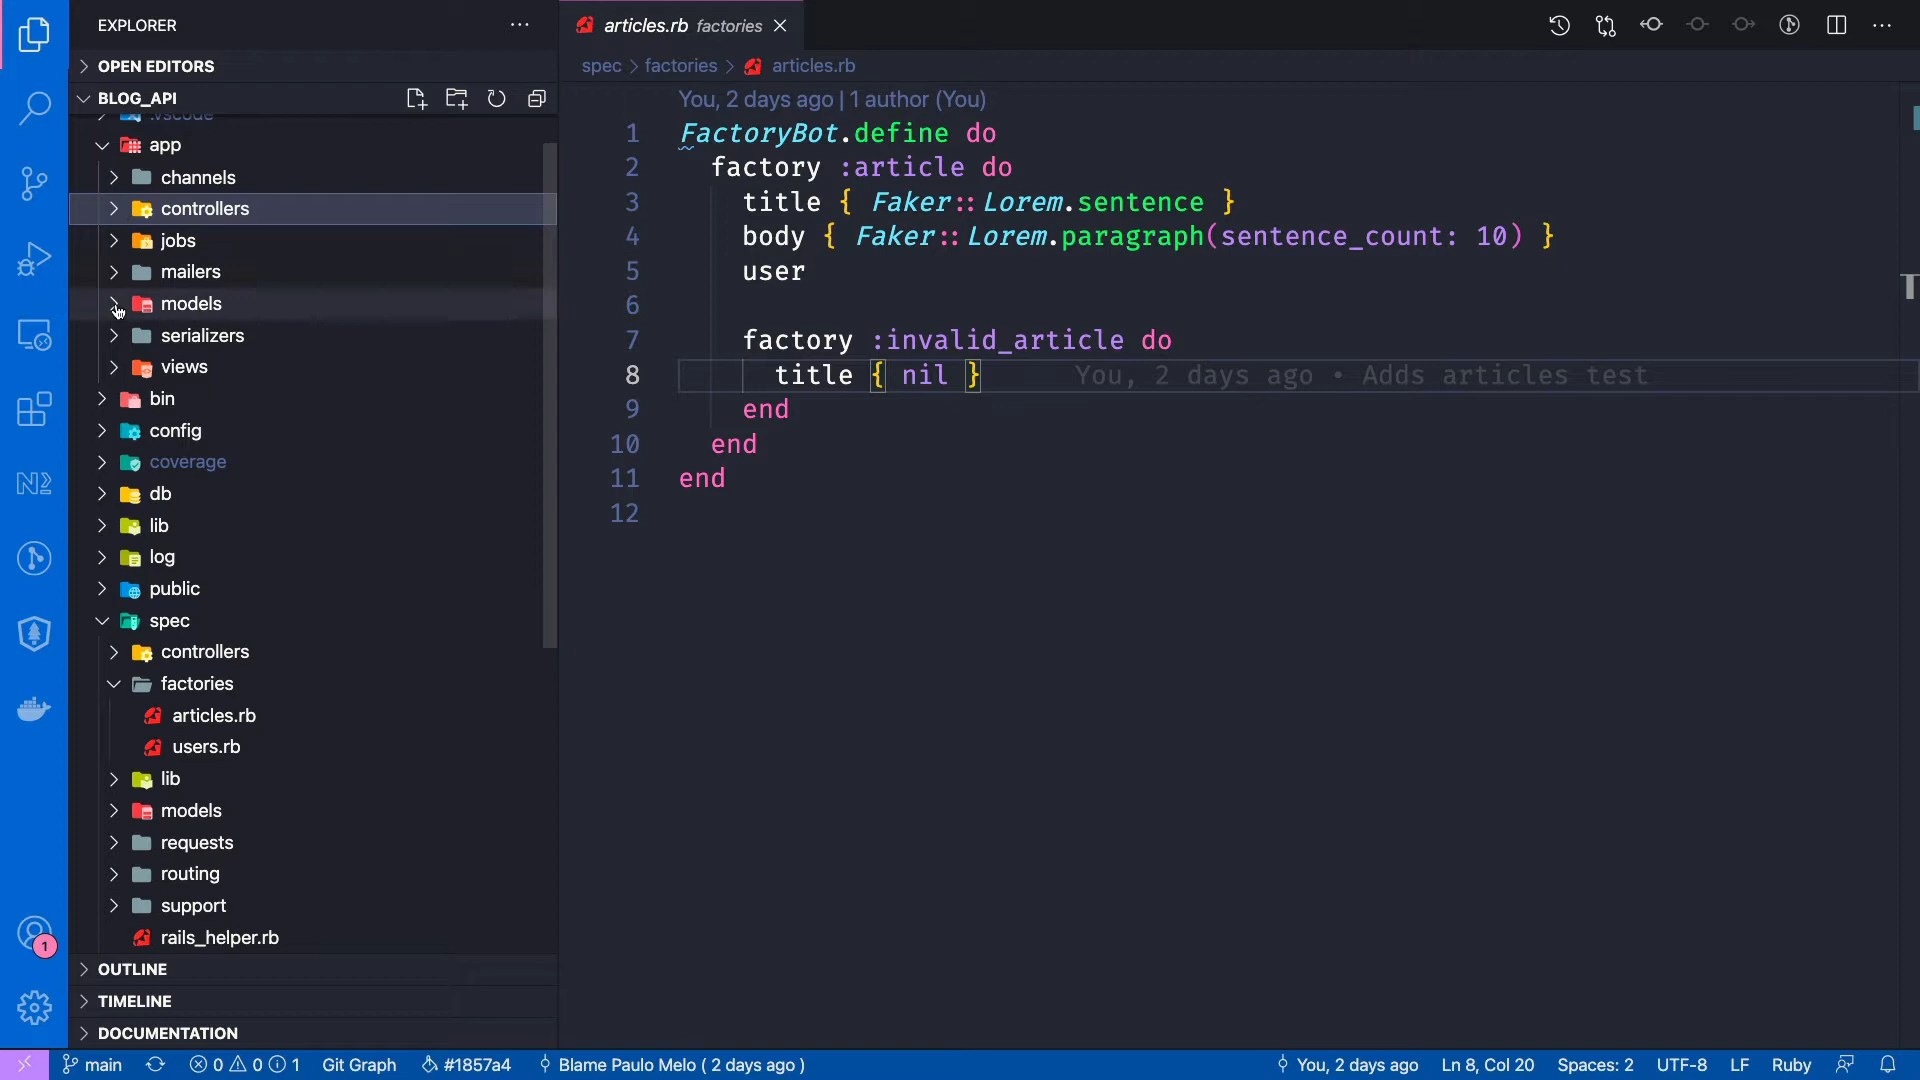 EXPLORER
articles.rb factories
OPEN EDITORS
spec > factories > articles.rb
BLOG_API
.vscode
You, 2 days ago | 1 author (You)
app
channels
controllers
jobs
mailers
models
serializers
views
bin
config
coverage
db
lib
log
public
spec
controllers
factories
articles.rb
users.rb
lib
models
requests
routing
support
rails_helper.rb
OUTLINE
TIMELINE
DOCUMENTATION
1 FactoryBot.define do
2 factory :article do
3 title { Faker::Lorem.sentence }
4 body { Faker::Lorem.paragraph(sentence_count: 10) }
5 user
6
7 factory :invalid_article do
8 title { nil } You, 2 days ago • Adds articles test
9 end
10 end
11 end
12
N
1
main 0 0 1 Git Graph #1857a4 Blame Paulo Melo ( 2 days ago ) You, 2 days ago Ln 8, Col 20 Spaces: 2 UTF-8 LF Ruby